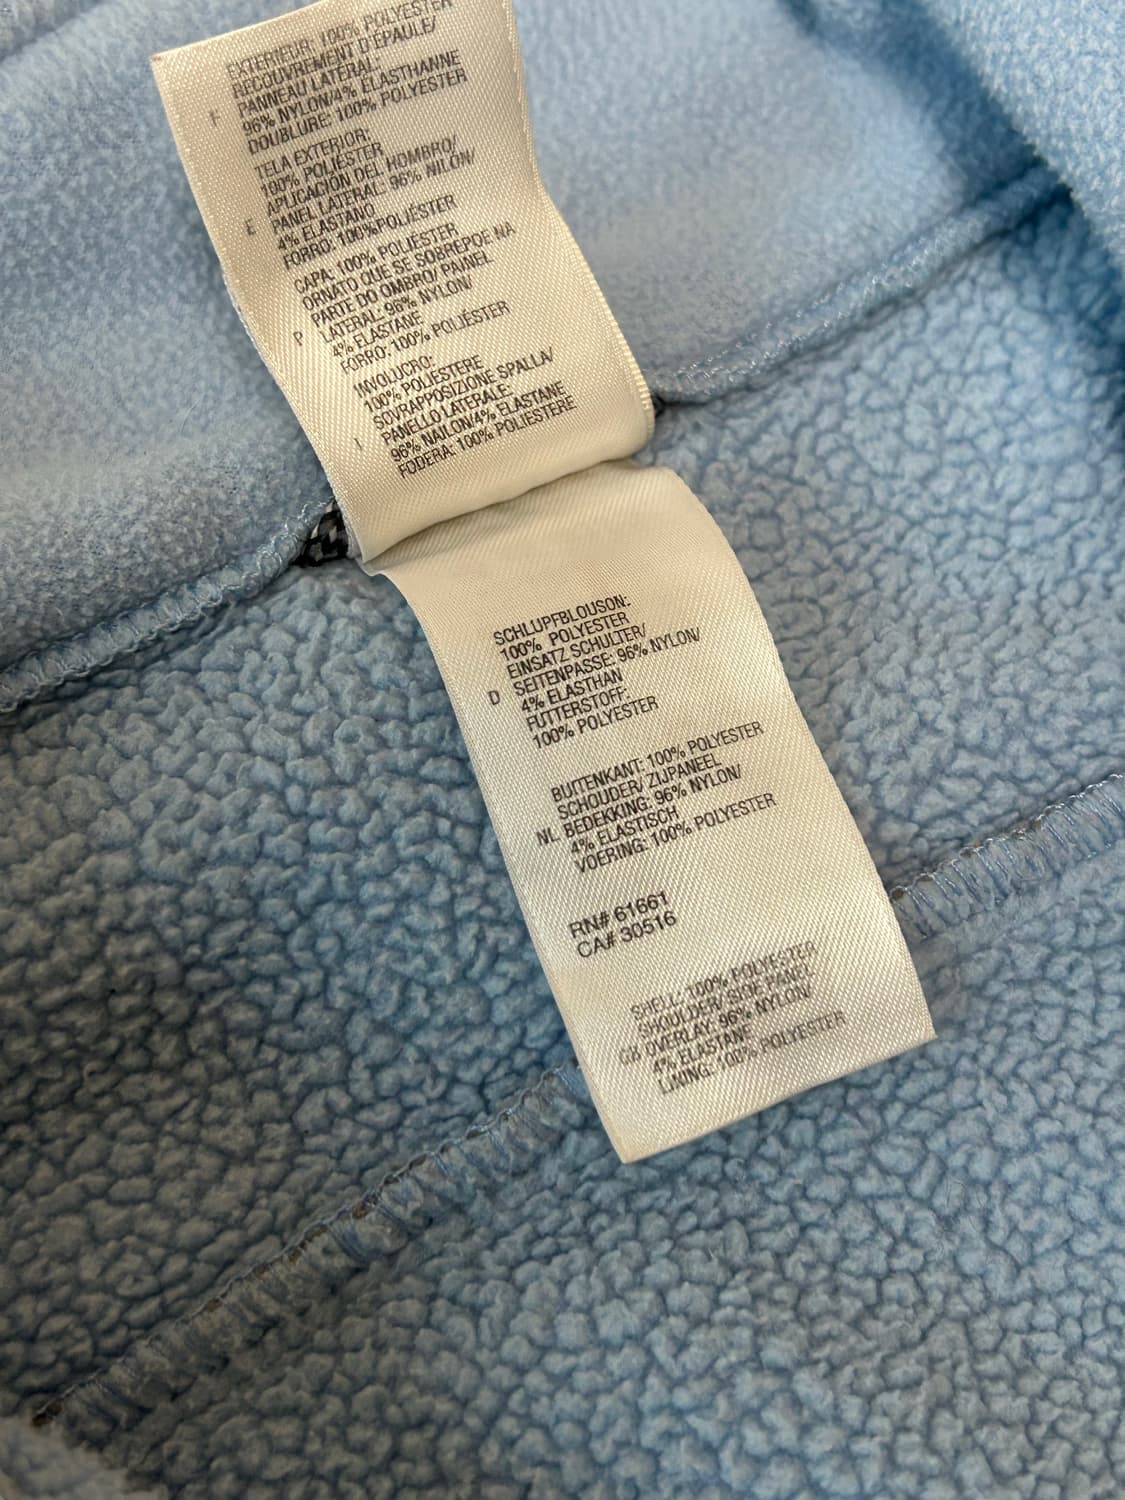 EXTERIEUR: 100% POLYESTER
RECOUVREMENT D'ÉPAULE/
PANNEAU LATÉRAL:
F 96% NYLON/4% ÉLASTHANNE
DOUBLURE: 100% POLYESTER
TELA EXTERIOR:
100% POLIÉSTER
APLICACIÓN DEL HOMBRO/
E PANEL LATERAL: 96% NILÓN/
4% ELASTANO
FORRO: 100% POLIÉSTER
CAPA: 100% POLIÉSTER
ORNATO QUE SE SOBREPOE NA
PARTE DO OMBRO/ PAINEL
P LATERAL: 96% NYLON/
4% ELASTANE
FORRO: 100% POLIÉSTER
INVOLUCRO:
100% POLIESTERE
SOVRAPPOSIZIONE SPALLA/
I PANELLO LATERALE:
96% NAILON/4% ELASTANE
FODERA: 100% POLIESTERE
SCHLUPFBLOUSON:
100% POLYESTER
EINSATZ SCHULTER/
D SEITENPASSE: 96% NYLON/
4% ELASTHAN
FUTTERSTOFF:
100% POLYESTER
BUITENKANT: 100% POLYESTER
SCHOUDER/ ZIJPANEEL
NL BEDEKKING: 96% NYLON/
4% ELASTISCH
VOERING: 100% POLYESTER
RN# 61661
CA# 30516
SHELL: 100% POLYESTER
SHOULDER/ SIDE PANEL
GB OVERLAY: 96% NYLON/
4% ELASTANE
LINING: 100% POLYESTER